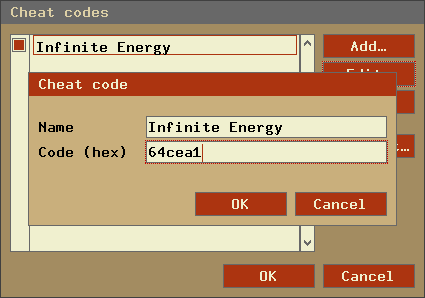 Cheat codes
Infinite Energy
Add…
Cheat code
Name
Infinite Energy
Code (hex)
64cea1
OK
Cancel
OK
Cancel